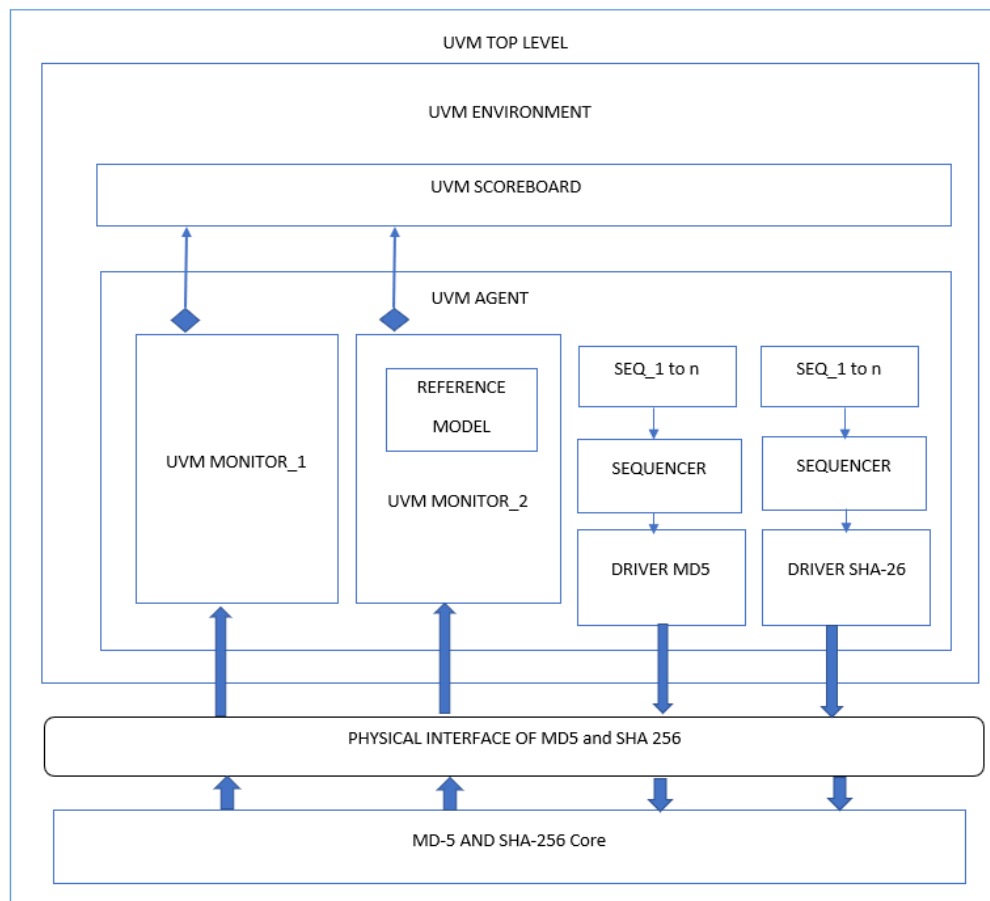 UVM TOP LEVEL
UVM ENVIRONMENT
UVM SCOREBOARD
UVM AGENT
UVM MONITOR_1
REFERENCE
MODEL
UVM MONITOR_2
SEQ_1 to n
SEQUENCER
DRIVER MD5
SEQ_1 to n
SEQUENCER
DRIVER SHA-26
PHYSICAL INTERFACE OF MD5 and SHA 256
MD-5 AND SHA-256 Core